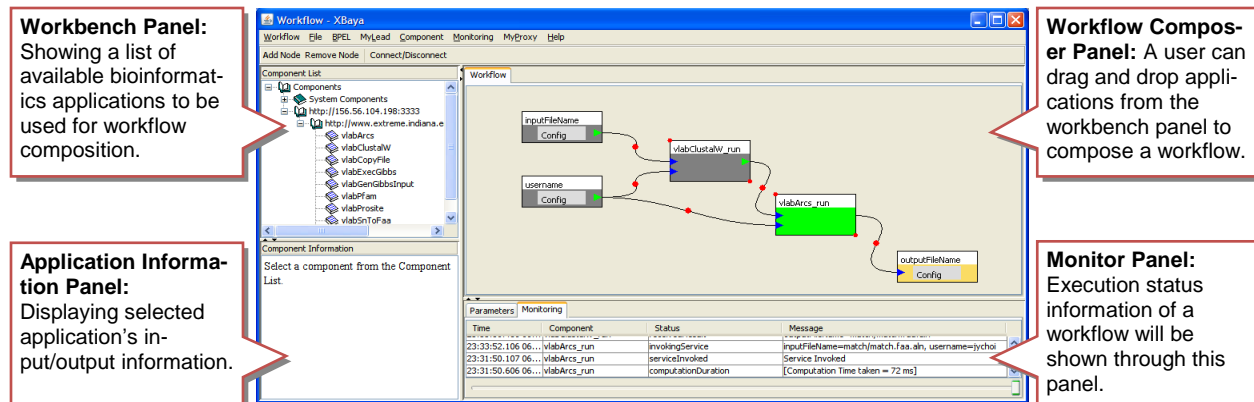 Workbench Panel:
Showing a list of
available bioinformat-
ics applications to be
used for workflow
composition.
Application Informa-
tion Panel:
Displaying selected
application's in-
put/output information.
Workflow - XBaya
Workflow File BPEL MyLead Component Monitoring MyProxy Help
Add Node Remove Node Connect/Disconnect
Component List
Components
System Components
http://156.56.104.198:3333
http://www.extreme.indiana.e
vlabArcs
vlabClustalW
vlabCopyFile
vlabExecGibbs
vlabGenGibbsInput
vlabPfam
vlabProsite
vlabSnToFaa
Component Information
Select a component from the Component
List.
Workflow
inputFileName
Config
username
Config
vlabClustalW_run
vlabArcs_run
outputFileName
Config
Parameters Monitoring
Time Component Status Message
23:33:52.106 06... vlabArcs_run invokingService inputFileName=match/match.faa.aln, username=jychoi
23:31:50.107 06... vlabArcs_run serviceInvoked Service Invoked
23:31:50.606 06... vlabArcs_run computationDuration [Computation Time taken = 72 ms]
Workflow Compos-
er Panel: A user can
drag and drop appli-
cations from the
workbench panel to
compose a workflow.
Monitor Panel:
Execution status
information of a
workflow will be
shown through this
panel.